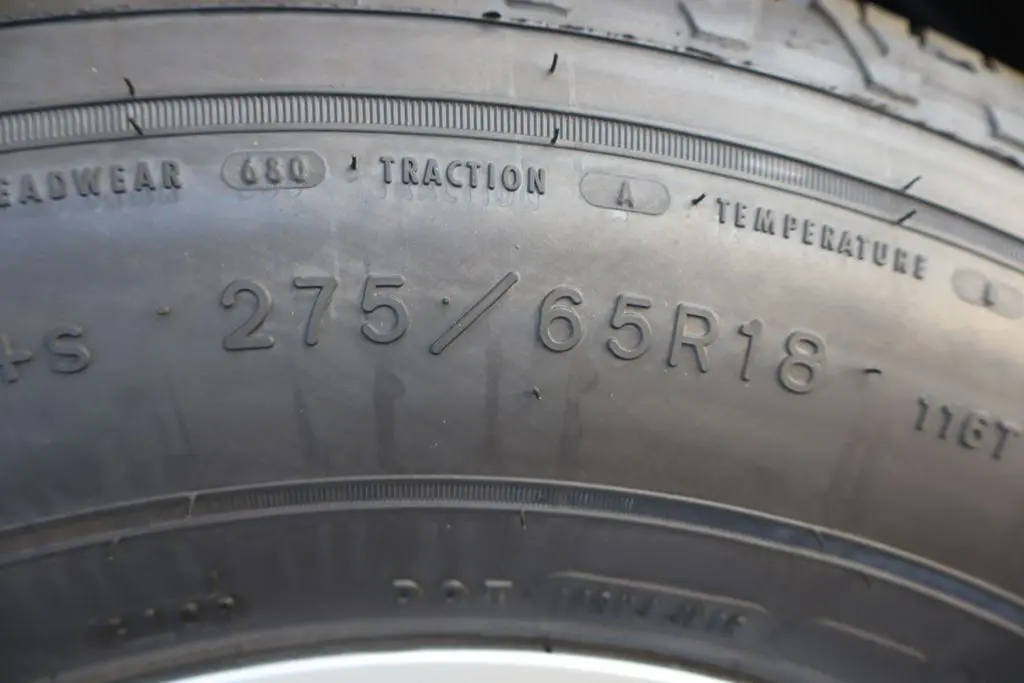 EADWEAR 680 TRACTION A TEMPERATURE
+S 275/65R18 116T
DOT